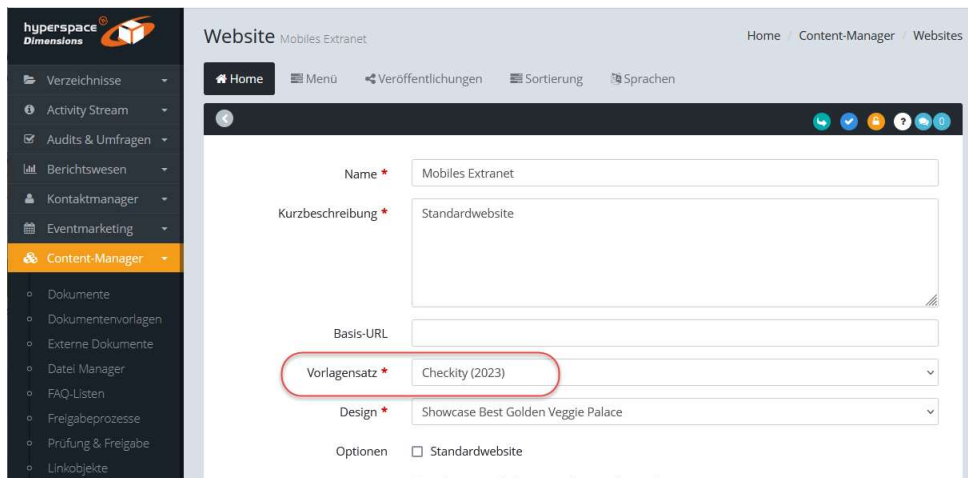 hyperspace®
Dimensions
Verzeichnisse
Activity Stream
Audits & Umfragen
Berichtswesen
Kontaktmanager
Eventmarketing
Content-Manager
Dokumente
Dokumentenvorlagen
Externe Dokumente
Datei Manager
FAQ-Listen
Freigabeprozesse
Prüfung & Freigabe
Linkobjekte
Website Mobiles Extranet
Home / Content-Manager / Websites
Home Menü Veröffentlichungen Sortierung Sprachen
? 0
Name * Mobiles Extranet
Kurzbeschreibung * Standardwebsite
Basis-URL
Vorlagensatz * Checkity (2023)
Design * Showcase Best Golden Veggie Palace
Optionen Standardwebsite